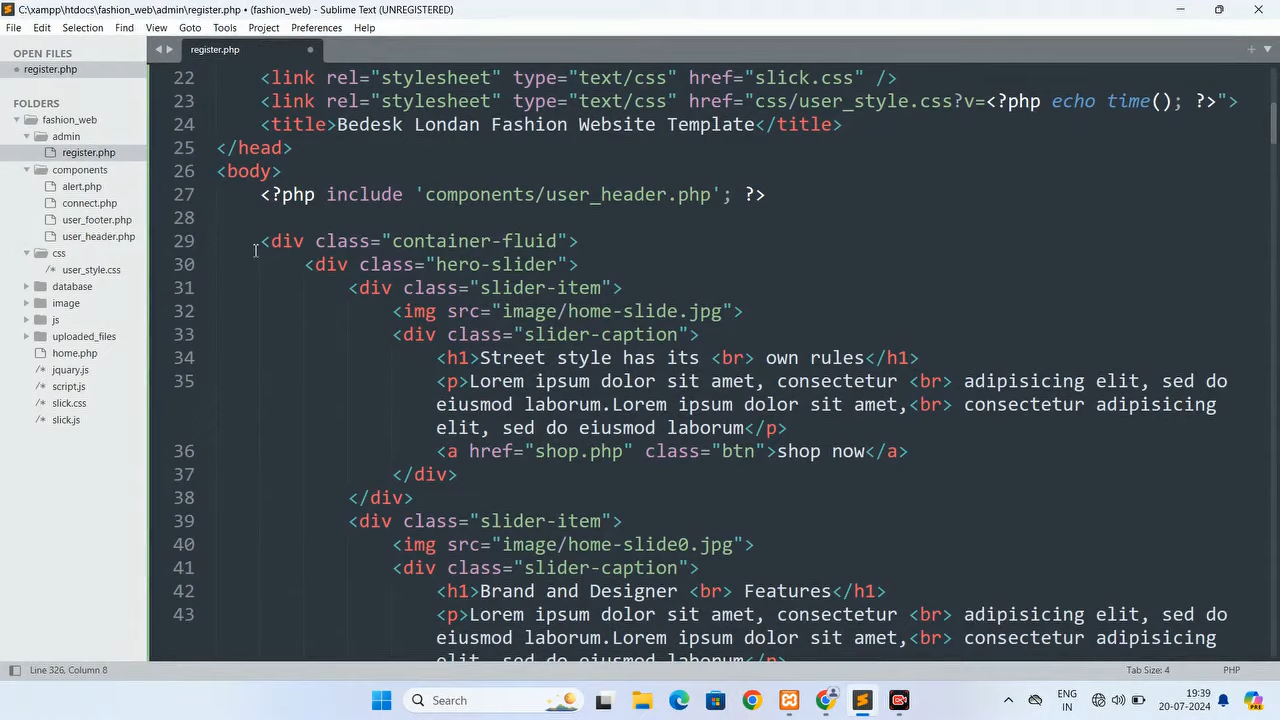 C:\xampp\htdocs\fashion_web\admin\register.php • (fashion_web) - Sublime Text (UNREGISTERED)
File Edit Selection Find View Goto Tools Project Preferences Help
OPEN FILES
register.php
FOLDERS
fashion_web
admin
register.php
components
alert.php
connect.php
user_footer.php
user_header.php
css
user_style.css
database
image
js
uploaded_files
home.php
jquary.js
script.js
slick.css
slick.js
register.php
22 <link rel="stylesheet" type="text/css" href="slick.css" />
23 <link rel="stylesheet" type="text/css" href="css/user_style.css?v=<?php echo time(); ?>">
24 <title>Bedesk Londan Fashion Website Template</title>
25 </head>
26 <body>
27 <?php include 'components/user_header.php'; ?>
28
29 <div class="container-fluid">
30 <div class="hero-slider">
31 <div class="slider-item">
32 <img src="image/home-slide.jpg">
33 <div class="slider-caption">
34 <h1>Street style has its <br> own rules</h1>
35 <p>Lorem ipsum dolor sit amet, consectetur <br> adipisicing elit, sed do
eiusmod laborum.Lorem ipsum dolor sit amet,<br> consectetur adipisicing
elit, sed do eiusmod laborum</p>
36 <a href="shop.php" class="btn">shop now</a>
37 </div>
38 </div>
39 <div class="slider-item">
40 <img src="image/home-slide0.jpg">
41 <div class="slider-caption">
42 <h1>Brand and Designer <br> Features</h1>
43 <p>Lorem ipsum dolor sit amet, consectetur <br> adipisicing elit, sed do
eiusmod laborum.Lorem ipsum dolor sit amet,<br> consectetur adipisicing
elit, sed do eiusmod laborum</p>
Line 326, Column 8
Tab Size: 4
PHP
Search
ENG
IN
19:39
20-07-2024